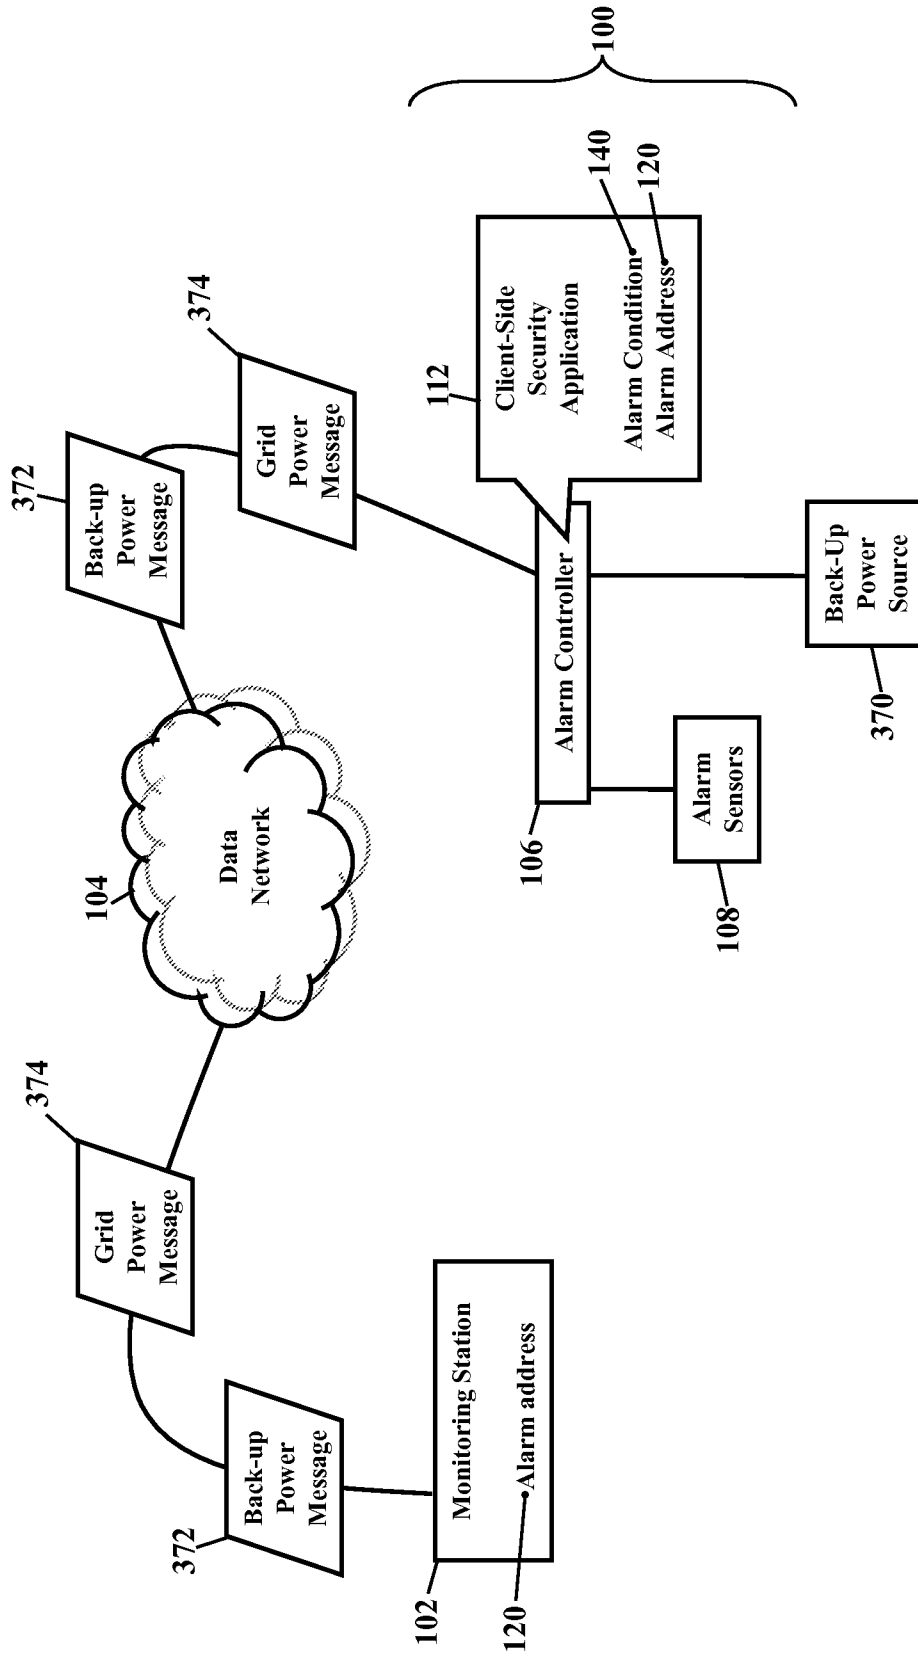 374
Grid
Power
Message
372
Back-up
Power
Message
102
Monitoring Station
Alarm address
120
104
Data
Network
372
Back-up
Power
Message
374
Grid
Power
Message
112
Client-Side
Security
Application
Alarm Condition
Alarm Address
140
120
100
106
Alarm Controller
108
Alarm
Sensors
370
Back-Up
Power
Source